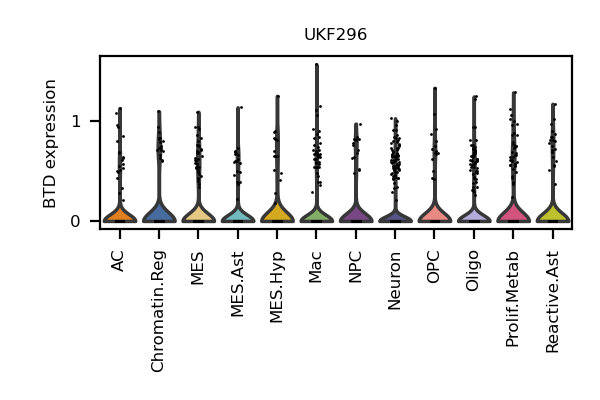 UKF296
BTD expression
1
0
AC
Chromatin.Reg
MES
MES.Ast
MES.Hyp
Mac
NPC
Neuron
OPC
Oligo
Prolif.Metab
Reactive.Ast